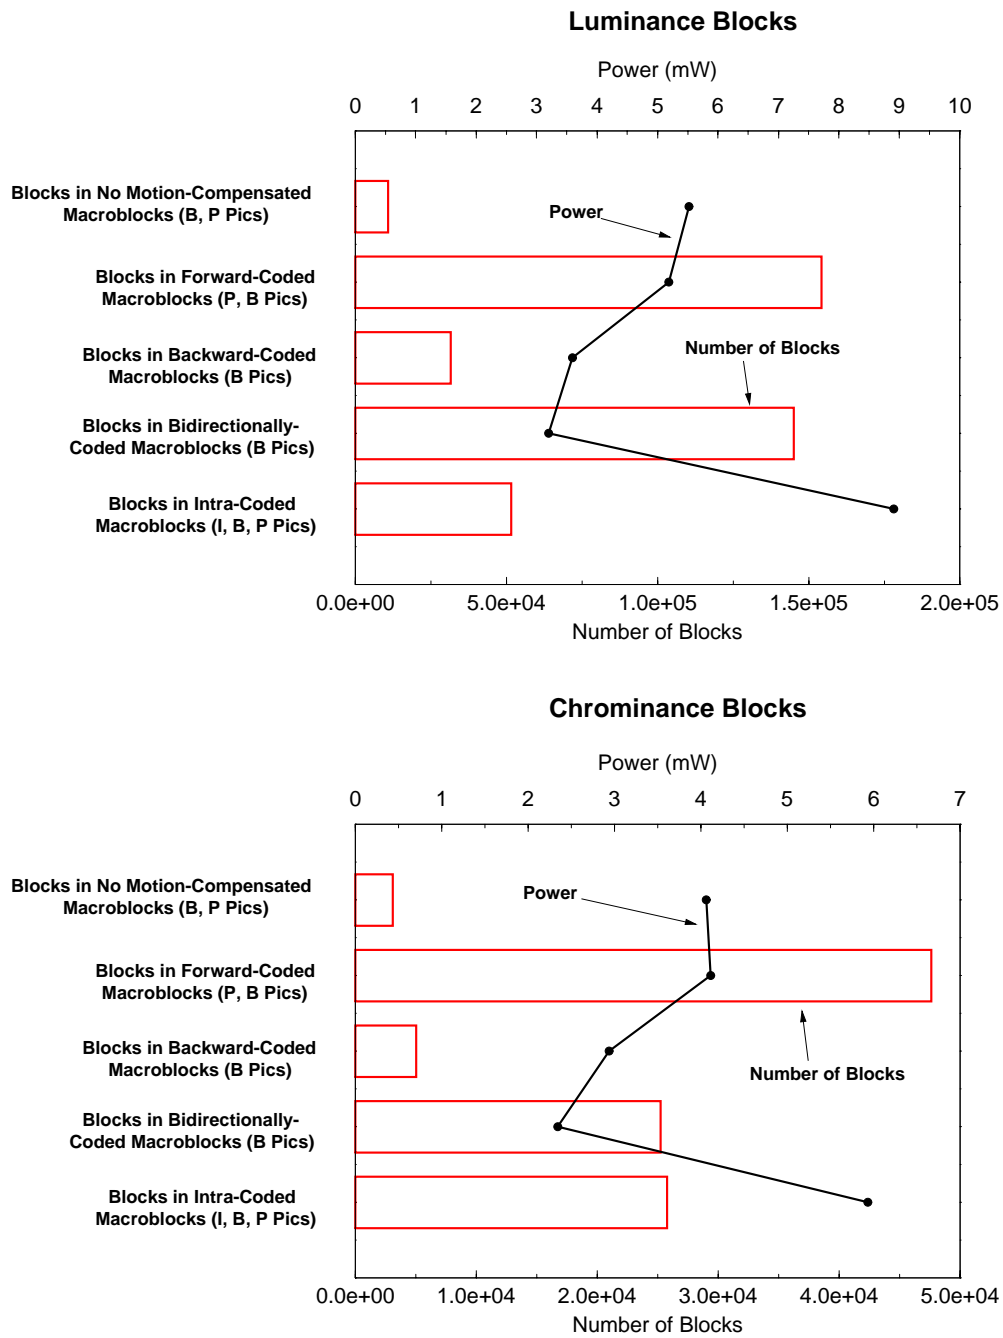 Luminance Blocks
Power (mW)
0 1 2 3 4 5 6 7 8 9 10
Blocks in No Motion-Compensated
Macroblocks (B, P Pics)
Power
Blocks in Forward-Coded
Macroblocks (P, B Pics)
Number of Blocks
Blocks in Backward-Coded
Macroblocks (B Pics)
Blocks in Bidirectionally-
Coded Macroblocks (B Pics)
Blocks in Intra-Coded
Macroblocks (I, B, P Pics)
0.0e+00 5.0e+04 1.0e+05 1.5e+05 2.0e+05
Number of Blocks
Chrominance Blocks
Power (mW)
0 1 2 3 4 5 6 7
Blocks in No Motion-Compensated
Macroblocks (B, P Pics)
Power
Blocks in Forward-Coded
Macroblocks (P, B Pics)
Blocks in Backward-Coded
Macroblocks (B Pics)
Number of Blocks
Blocks in Bidirectionally-
Coded Macroblocks (B Pics)
Blocks in Intra-Coded
Macroblocks (I, B, P Pics)
0.0e+00 1.0e+04 2.0e+04 3.0e+04 4.0e+04 5.0e+04
Number of Blocks